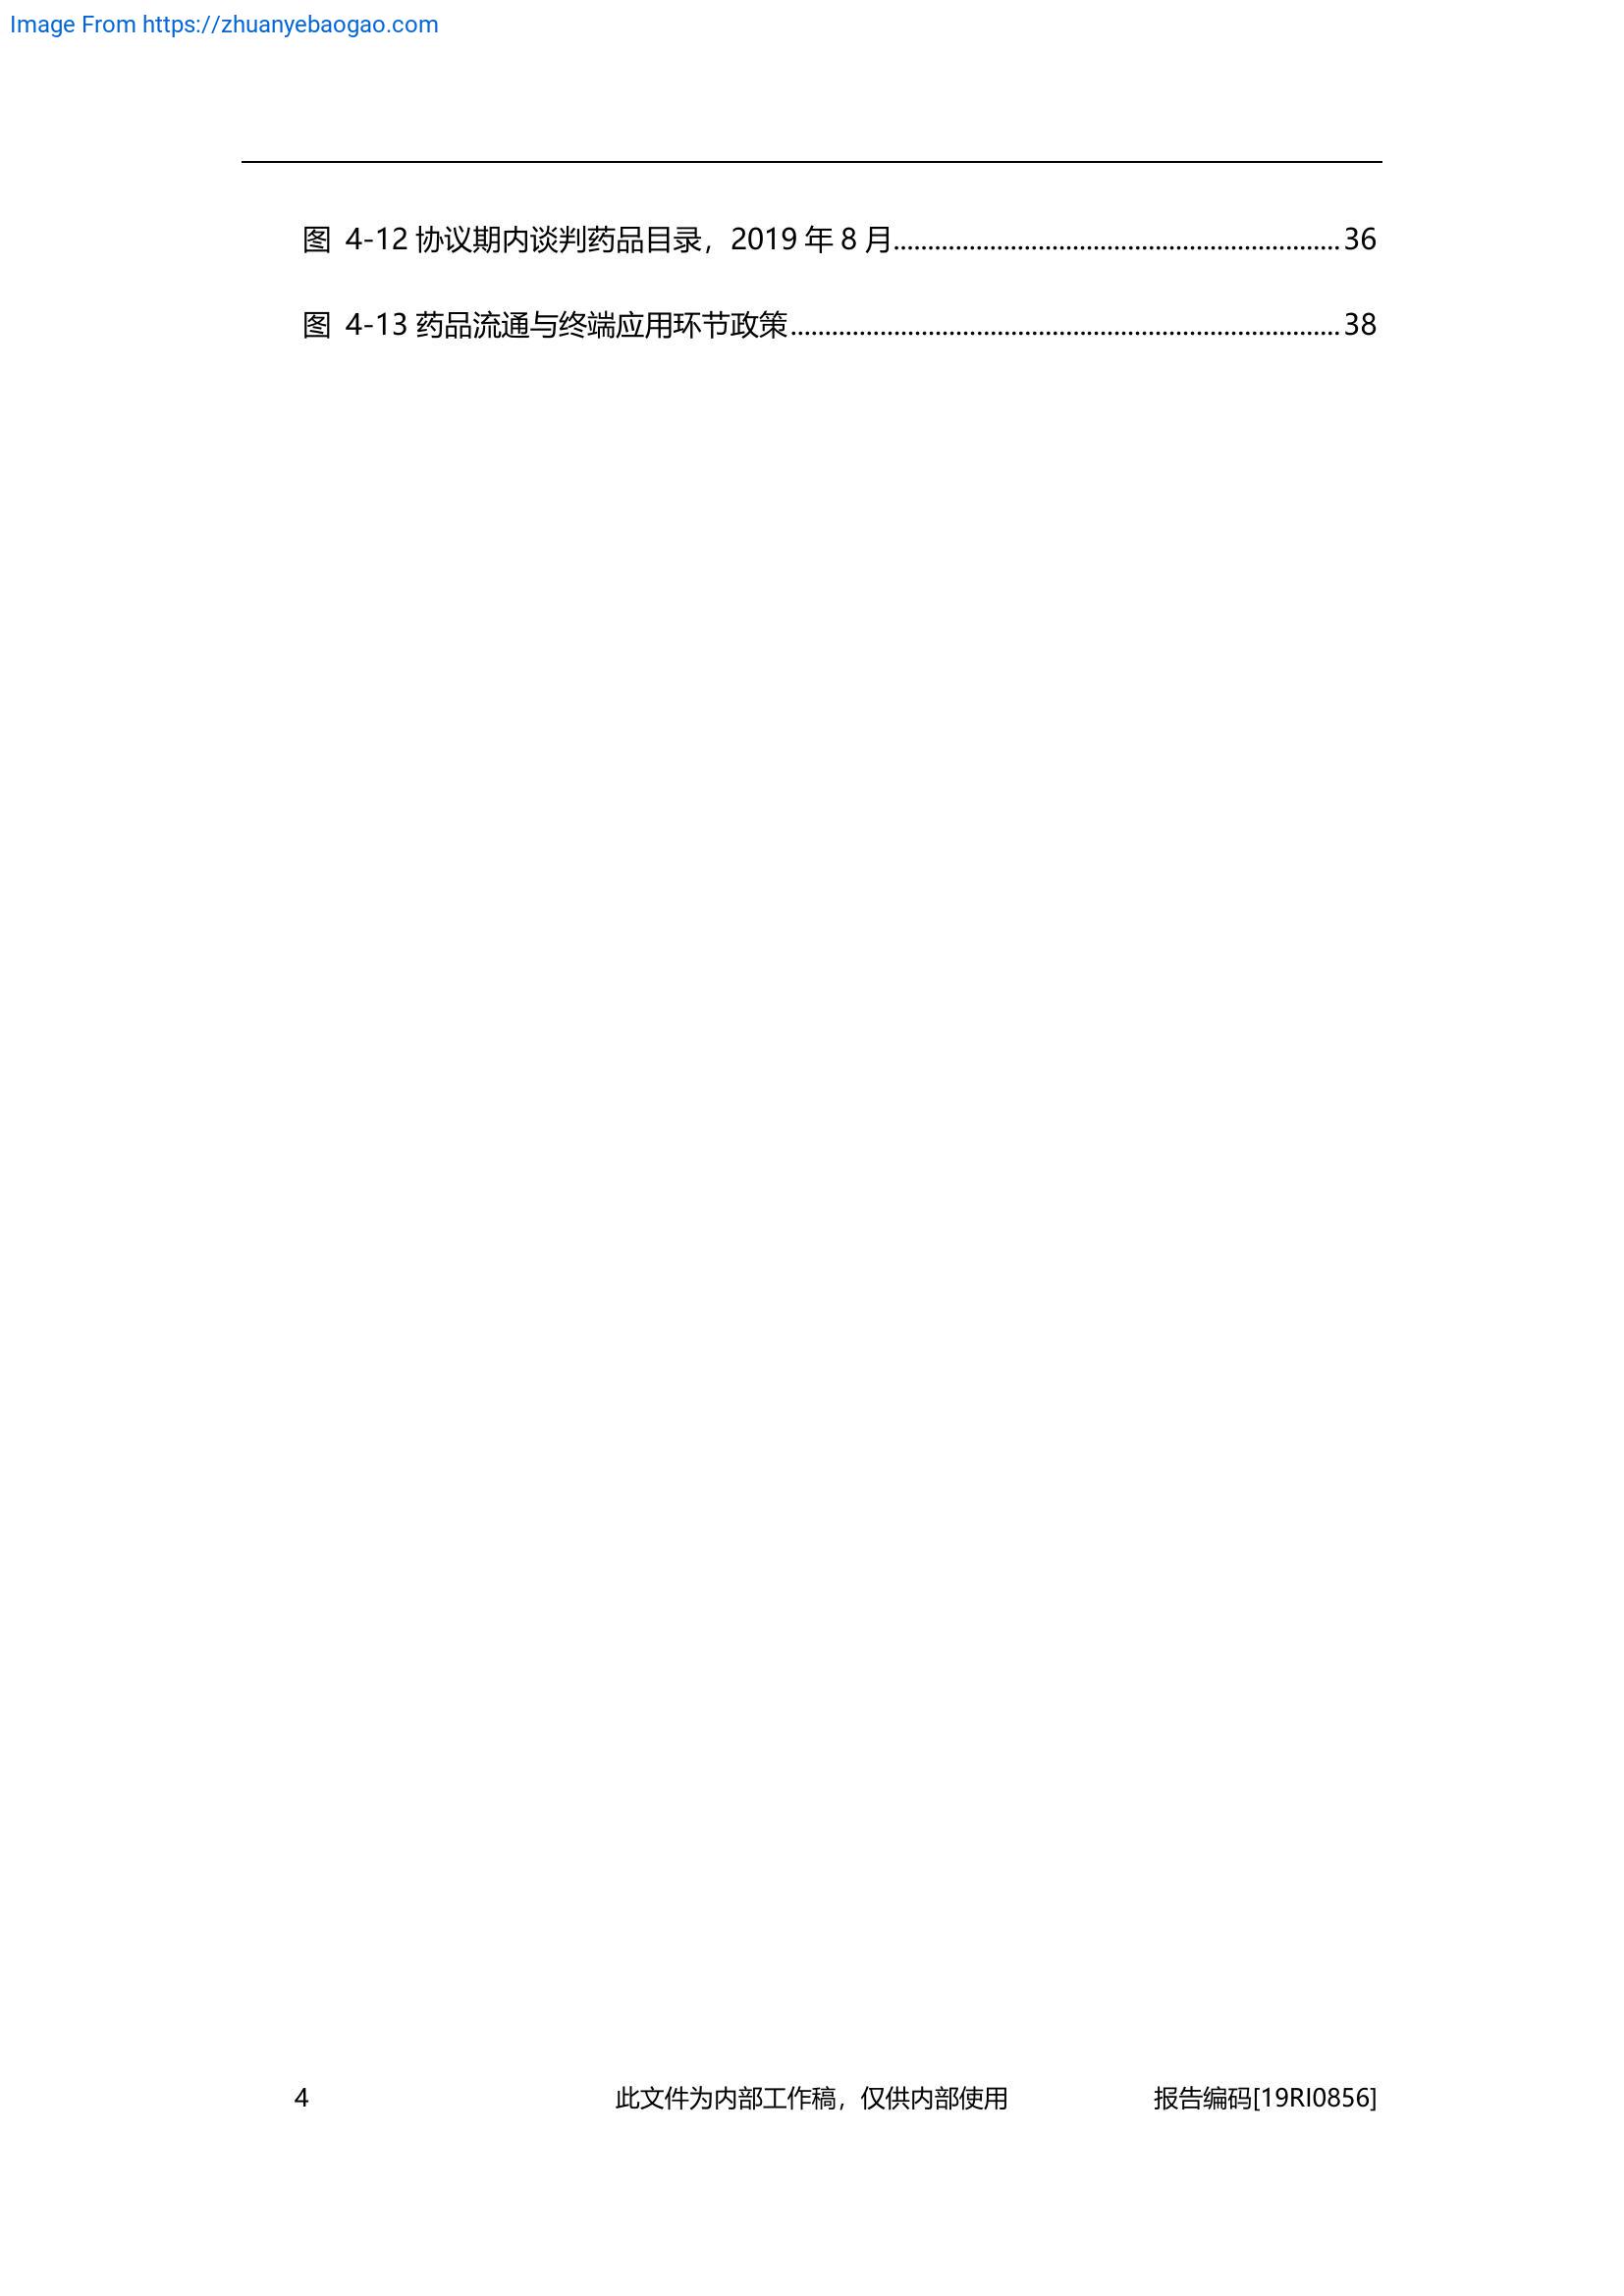 Image From https://zhuanyebaogao.com
图 4-12 协议期内谈判药品目录，2019 年 8 月................................................................. 36
图 4-13 药品流通与终端应用环节政策................................................................................ 38
4 此文件为内部工作稿，仅供内部使用 报告编码[19RI0856]